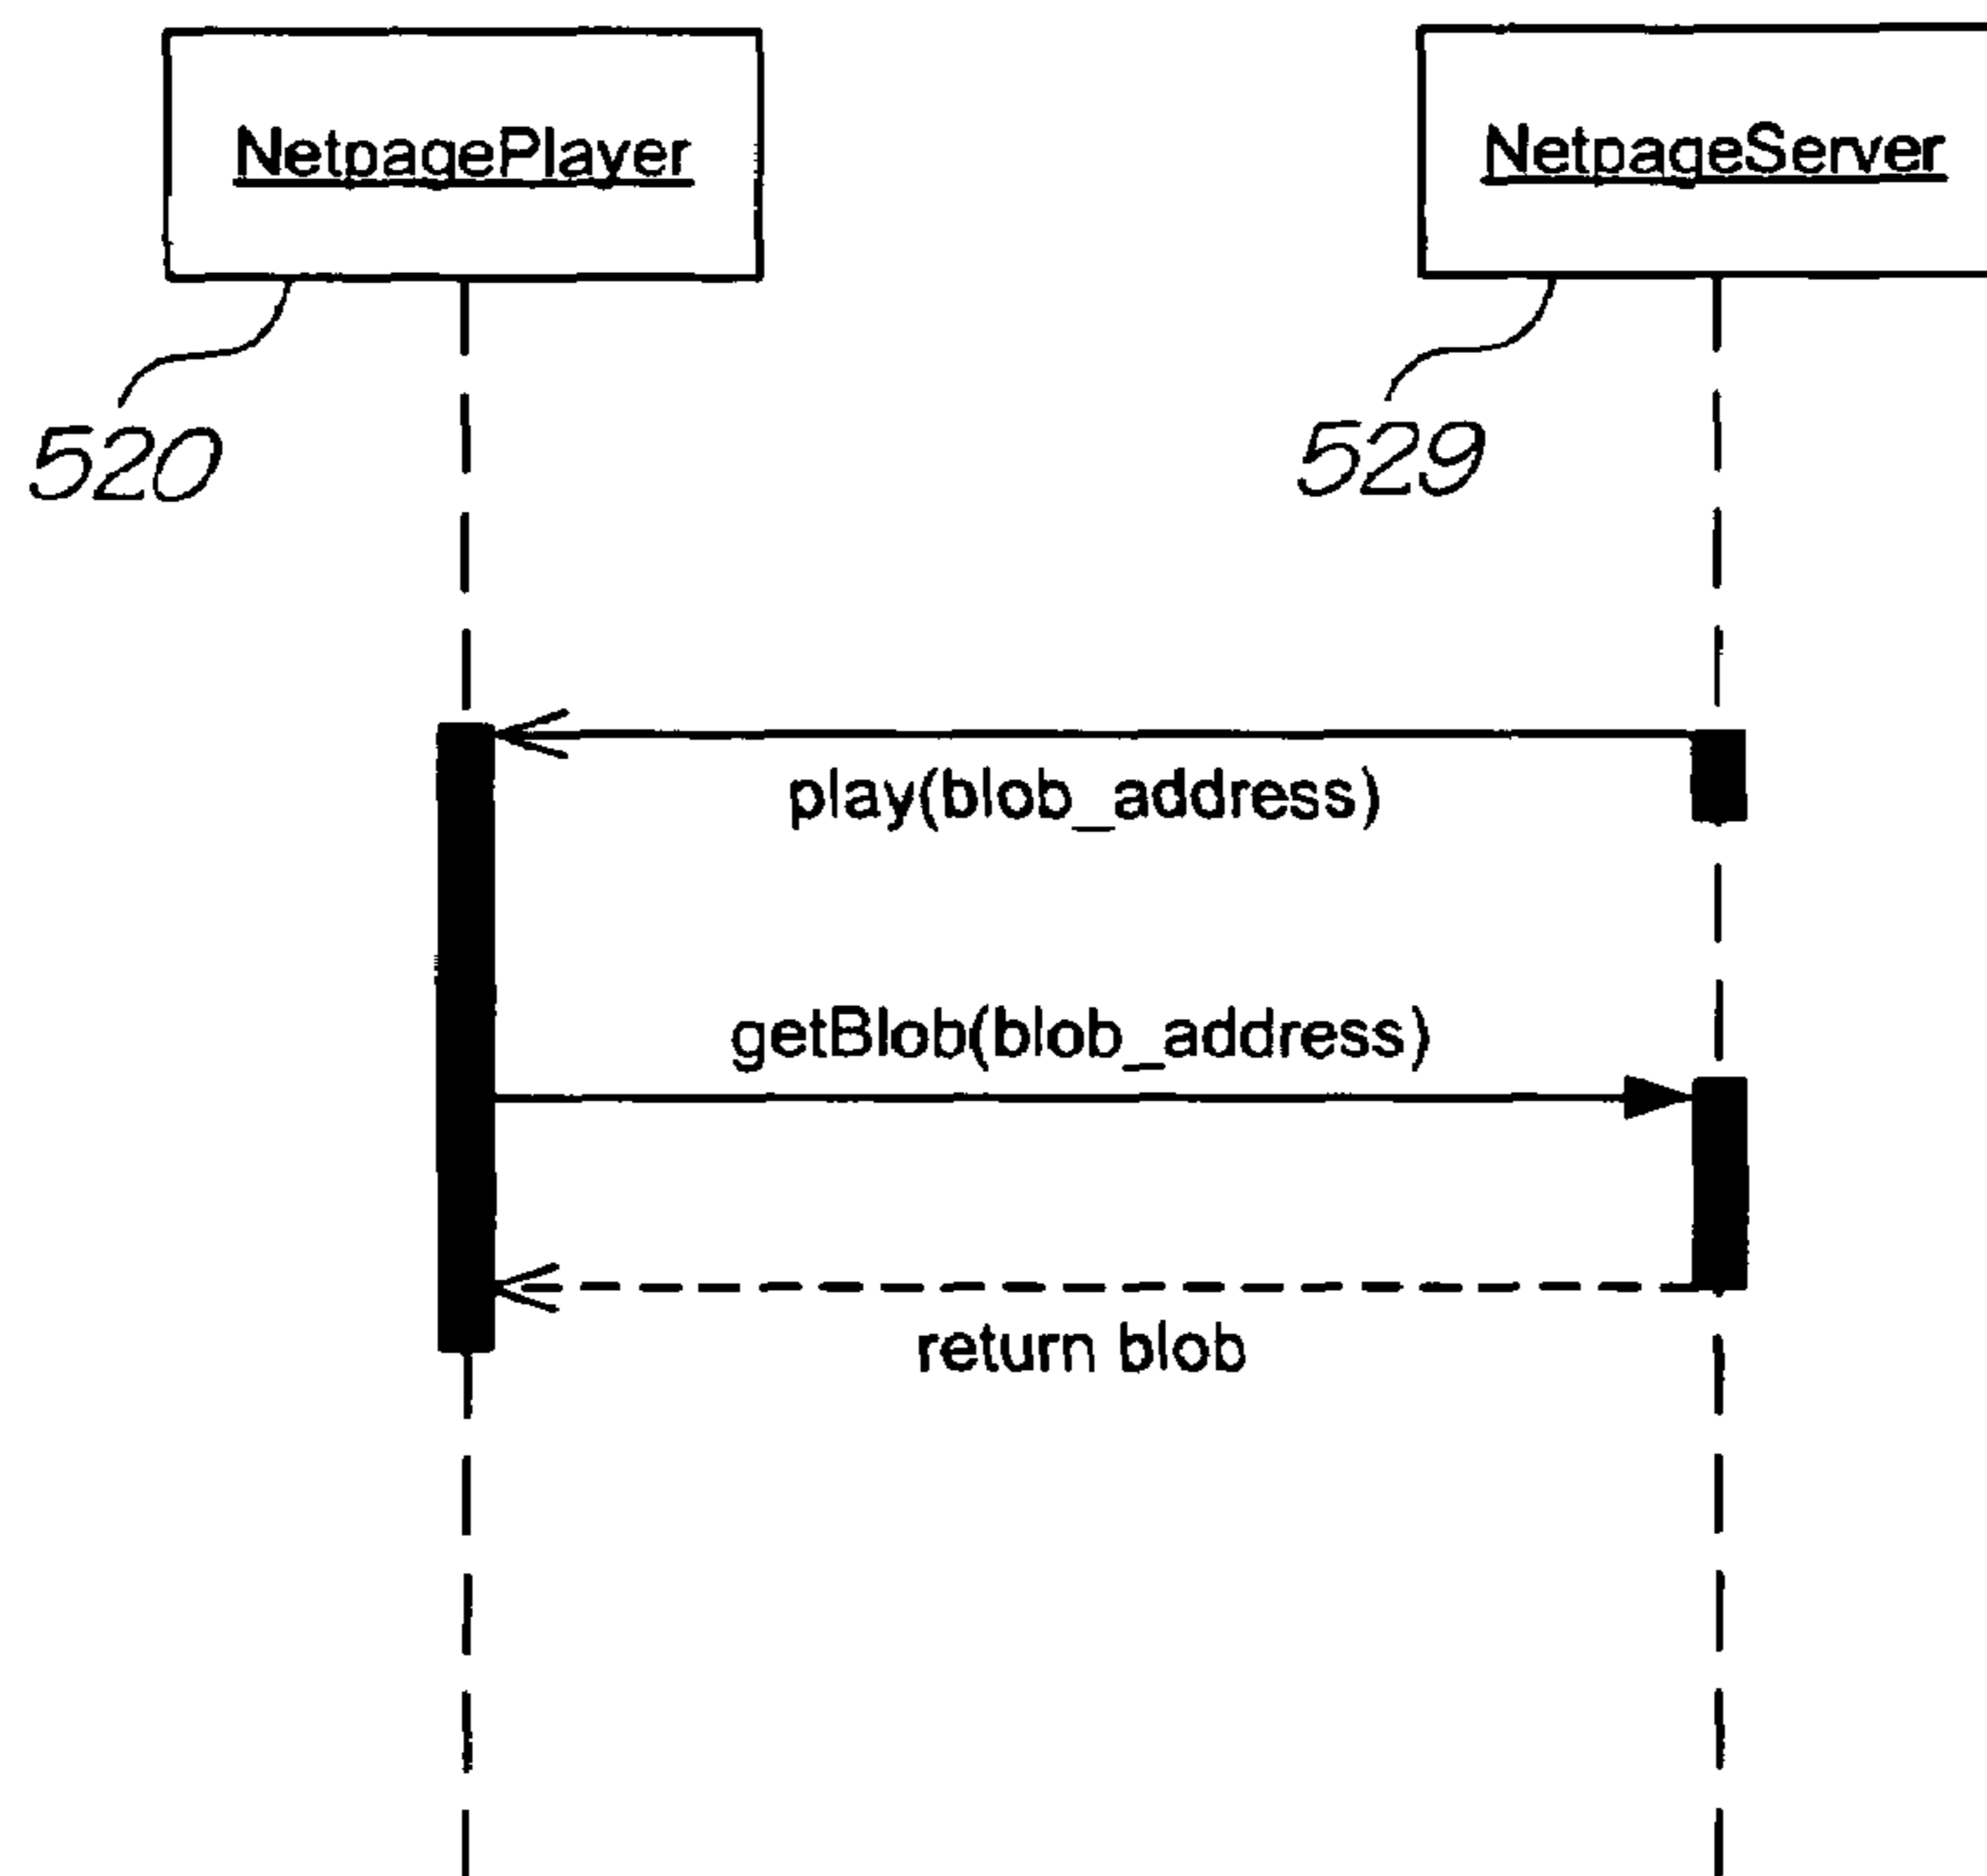 NetpagePlayer
NetpageServer
520
529
play(blob_address)
getBlob(blob_address)
return blob